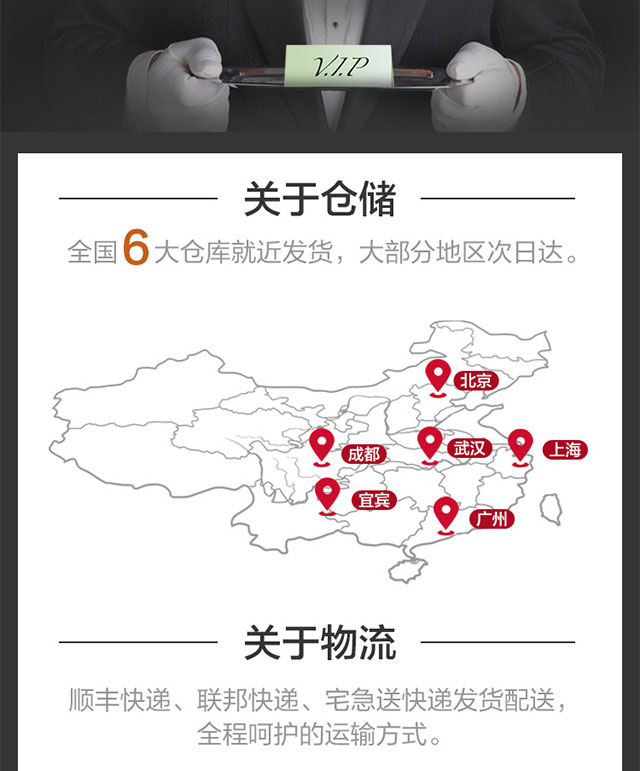 V.I.P
关于仓储
全国6大仓库就近发货，大部分地区次日达。
北京
成都
武汉
上海
宜宾
广州
关于物流
顺丰快递、联邦快递、宅急送快递发货配送，
全程呵护的运输方式。